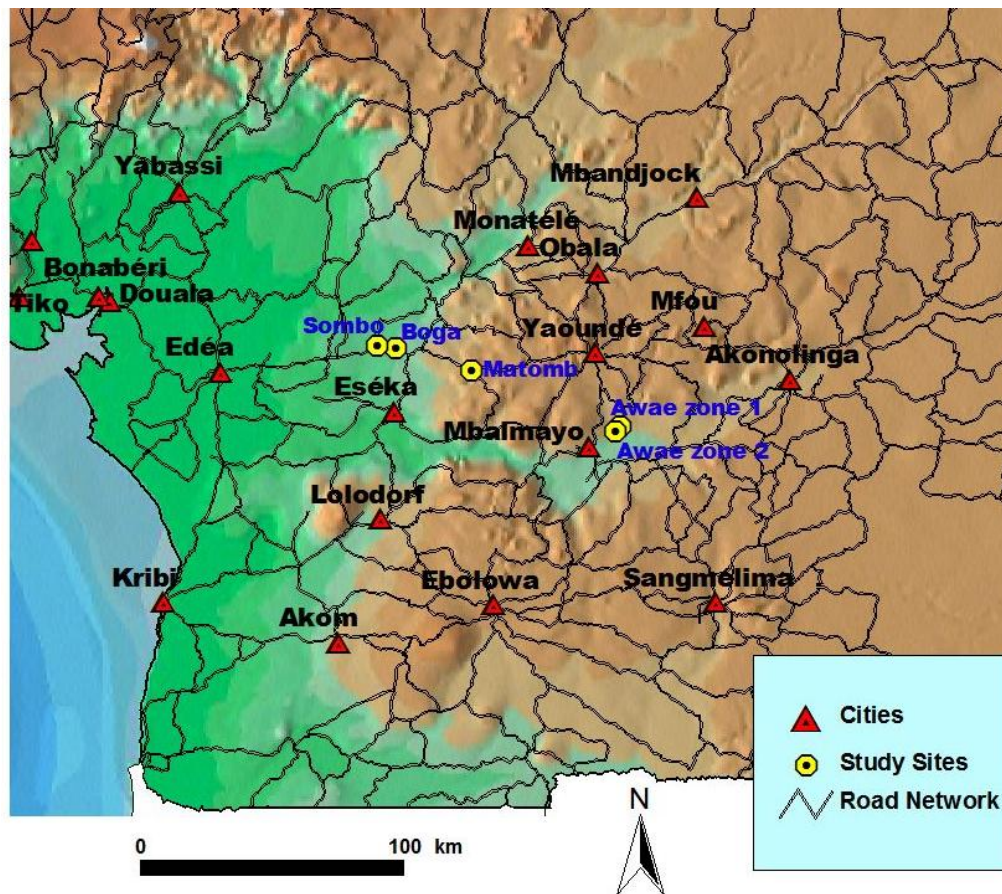 Yabassi
Mbandjock
Monatélé
Obala
Bonabéri
Tiko
Douala
Mfou
Sombo
Boga
Yaoundé
Edéa
Matomb
Akonolinga
Eséka
Awae zone 1
Mbalmayo
Awae zone 2
Lolodorf
Kribi
Ebolowa
Sangmélima
Akom
Cities
Study Sites
Road Network
N
0 100 km